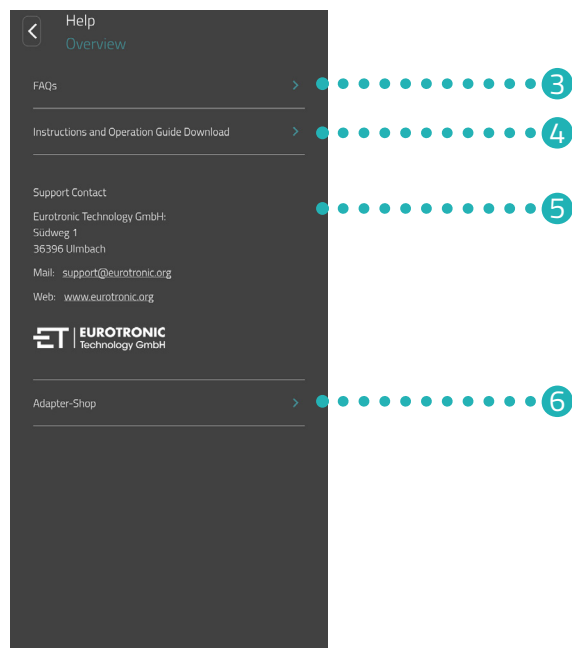 Help
Overview
FAQs
3
Instructions and Operation Guide Download
4
Support Contact
5
Eurotronic Technology GmbH:
Südweg 1
36396 Ulmbach
Mail: support@eurotronic.org
Web: www.eurotronic.org
ET EUROTRONIC
Technology GmbH
Adapter-Shop
6